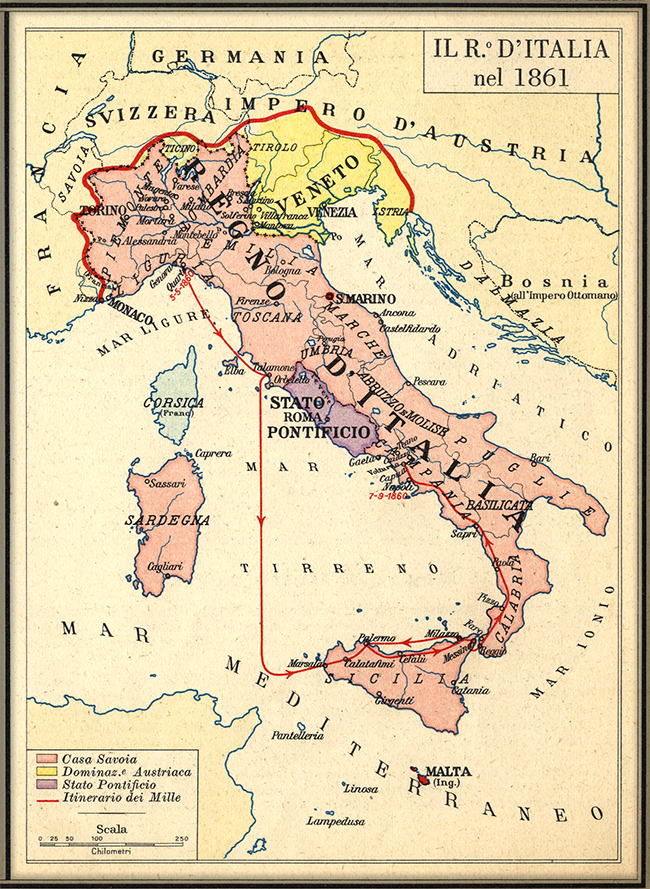 IL R.º D'ITALIA
nel 1861
GERMANIA
FRANCIA
SVIZZERA
IMPERO D'AUSTRIA
SAVOIA
TICINO
TIROLO
VENETO
VENEZIA
ISTRIA
LOMBARDIA
PIEMONTE
TORINO
Magenta
Varese
Novara
Palestro
Milano
Mortara
Brescia
S. Martino
Solferino
Villafranca
Montebello
Alessandria
EMILIA
Po
LIGURIA
Genova
Quarto
5-5-1860
Nizza
MONACO
Bologna
REGNO D'ITALIA
Firenze
TOSCANA
S. MARINO
MARCHE
Ancona
Castelfidardo
Perugia
UMBRIA
MAR LIGURE
MAR ADRIATICO
DALMAZIA
Bosnia
(all'Impero Ottomano)
CORSICA
(Franc.)
Elba
Talamone
Orbetello
Tevere
STATO
ROMA
PONTIFICIO
ABRUZZO e MOLISE
Pescara
PUGLIE
Bari
Gaeta
Volturno
Capua
Napoli
7-9-1860
CAMPANIA
BASILICATA
Sapri
Caprera
Sassari
SARDEGNA
Cagliari
MAR TIRRENO
Paola
Pizzo
CALABRIA
MAR IONIO
Faro
Reggio
Messina
Milazzo
Palermo
Cefalù
Marsala
Calatafimi
SICILIA
Catania
Girgenti
MAR MEDITERRANEO
Pantelleria
Linosa
Lampedusa
MALTA
(Ing.)
Casa Savoia
Dominaz.e Austriaca
Stato Pontificio
Itinerario dei Mille
Scala
0 25 50 100 250
Chilometri